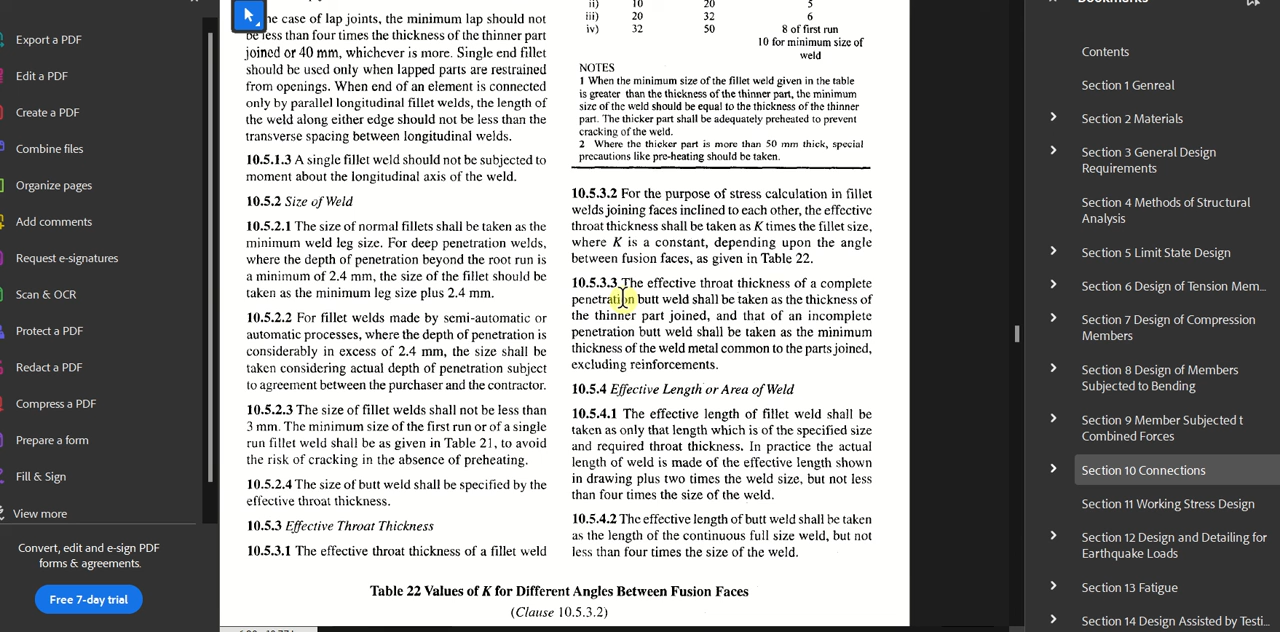 Export a PDF
Edit a PDF
Create a PDF
Combine files
Organize pages
Add comments
Request e-signatures
Scan & OCR
Protect a PDF
Redact a PDF
Compress a PDF
Prepare a form
Fill & Sign
View more
Convert, edit and e-sign PDF
forms & agreements.
Free 7-day trial
he case of lap joints, the minimum lap should not
be less than four times the thickness of the thinner part
joined or 40 mm, whichever is more. Single end fillet
should be used only when lapped parts are restrained
from openings. When end of an element is connected
only by parallel longitudinal fillet welds, the length of
the weld along either edge should not be less than the
transverse spacing between longitudinal welds.
10.5.1.3 A single fillet weld should not be subjected to
moment about the longitudinal axis of the weld.
10.5.2 Size of Weld
10.5.2.1 The size of normal fillets shall be taken as the
minimum weld leg size. For deep penetration welds,
where the depth of penetration beyond the root run is
a minimum of 2.4 mm, the size of the fillet should be
taken as the minimum leg size plus 2.4 mm.
10.5.2.2 For fillet welds made by semi-automatic or
automatic processes, where the depth of penetration is
considerably in excess of 2.4 mm, the size shall be
taken considering actual depth of penetration subject
to agreement between the purchaser and the contractor.
10.5.2.3 The size of fillet welds shall not be less than
3 mm. The minimum size of the first run or of a single
run fillet weld shall be as given in Table 21, to avoid
the risk of cracking in the absence of preheating.
10.5.2.4 The size of butt weld shall be specified by the
effective throat thickness.
10.5.3 Effective Throat Thickness
10.5.3.1 The effective throat thickness of a fillet weld
ii) 10 20 5
iii) 20 32 6
iv) 32 50 8 of first run
10 for minimum size of
weld
NOTES
1 When the minimum size of the fillet weld given in the table
is greater than the thickness of the thinner part, the minimum
size of the weld should be equal to the thickness of the thinner
part. The thicker part shall be adequately preheated to prevent
cracking of the weld.
2 Where the thicker part is more than 50 mm thick, special
precautions like pre-heating should be taken.
10.5.3.2 For the purpose of stress calculation in fillet
welds joining faces inclined to each other, the effective
throat thickness shall be taken as K times the fillet size,
where K is a constant, depending upon the angle
between fusion faces, as given in Table 22.
10.5.3.3 The effective throat thickness of a complete
penetration butt weld shall be taken as the thickness of
the thinner part joined, and that of an incomplete
penetration butt weld shall be taken as the minimum
thickness of the weld metal common to the parts joined,
excluding reinforcements.
10.5.4 Effective Length or Area of Weld
10.5.4.1 The effective length of fillet weld shall be
taken as only that length which is of the specified size
and required throat thickness. In practice the actual
length of weld is made of the effective length shown
in drawing plus two times the weld size, but not less
than four times the size of the weld.
10.5.4.2 The effective length of butt weld shall be taken
as the length of the continuous full size weld, but not
less than four times the size of the weld.
Table 22 Values of K for Different Angles Between Fusion Faces
(Clause 10.5.3.2)
Bookmarks
Contents
Section 1 Genreal
Section 2 Materials
Section 3 General Design
Requirements
Section 4 Methods of Structural
Analysis
Section 5 Limit State Design
Section 6 Design of Tension Mem...
Section 7 Design of Compression
Members
Section 8 Design of Members
Subjected to Bending
Section 9 Member Subjected t
Combined Forces
Section 10 Connections
Section 11 Working Stress Design
Section 12 Design and Detailing for
Earthquake Loads
Section 13 Fatigue
Section 14 Design Assisted by Testi...